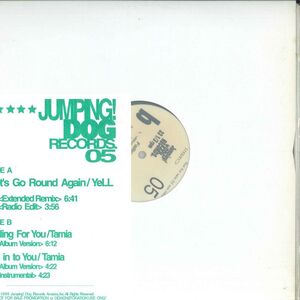 ★★★★ JUMPING!
DOG
RECORDS.
05
E A
t's Go Round Again/YeLL
<Extended Remix> 6:41
<Radio Edit> 3:56
E B
ling For You/Tamia
Album Version> 6:12
in to You/Tamia
Album Version> 4:22
nstrumental> 4:23
b
05